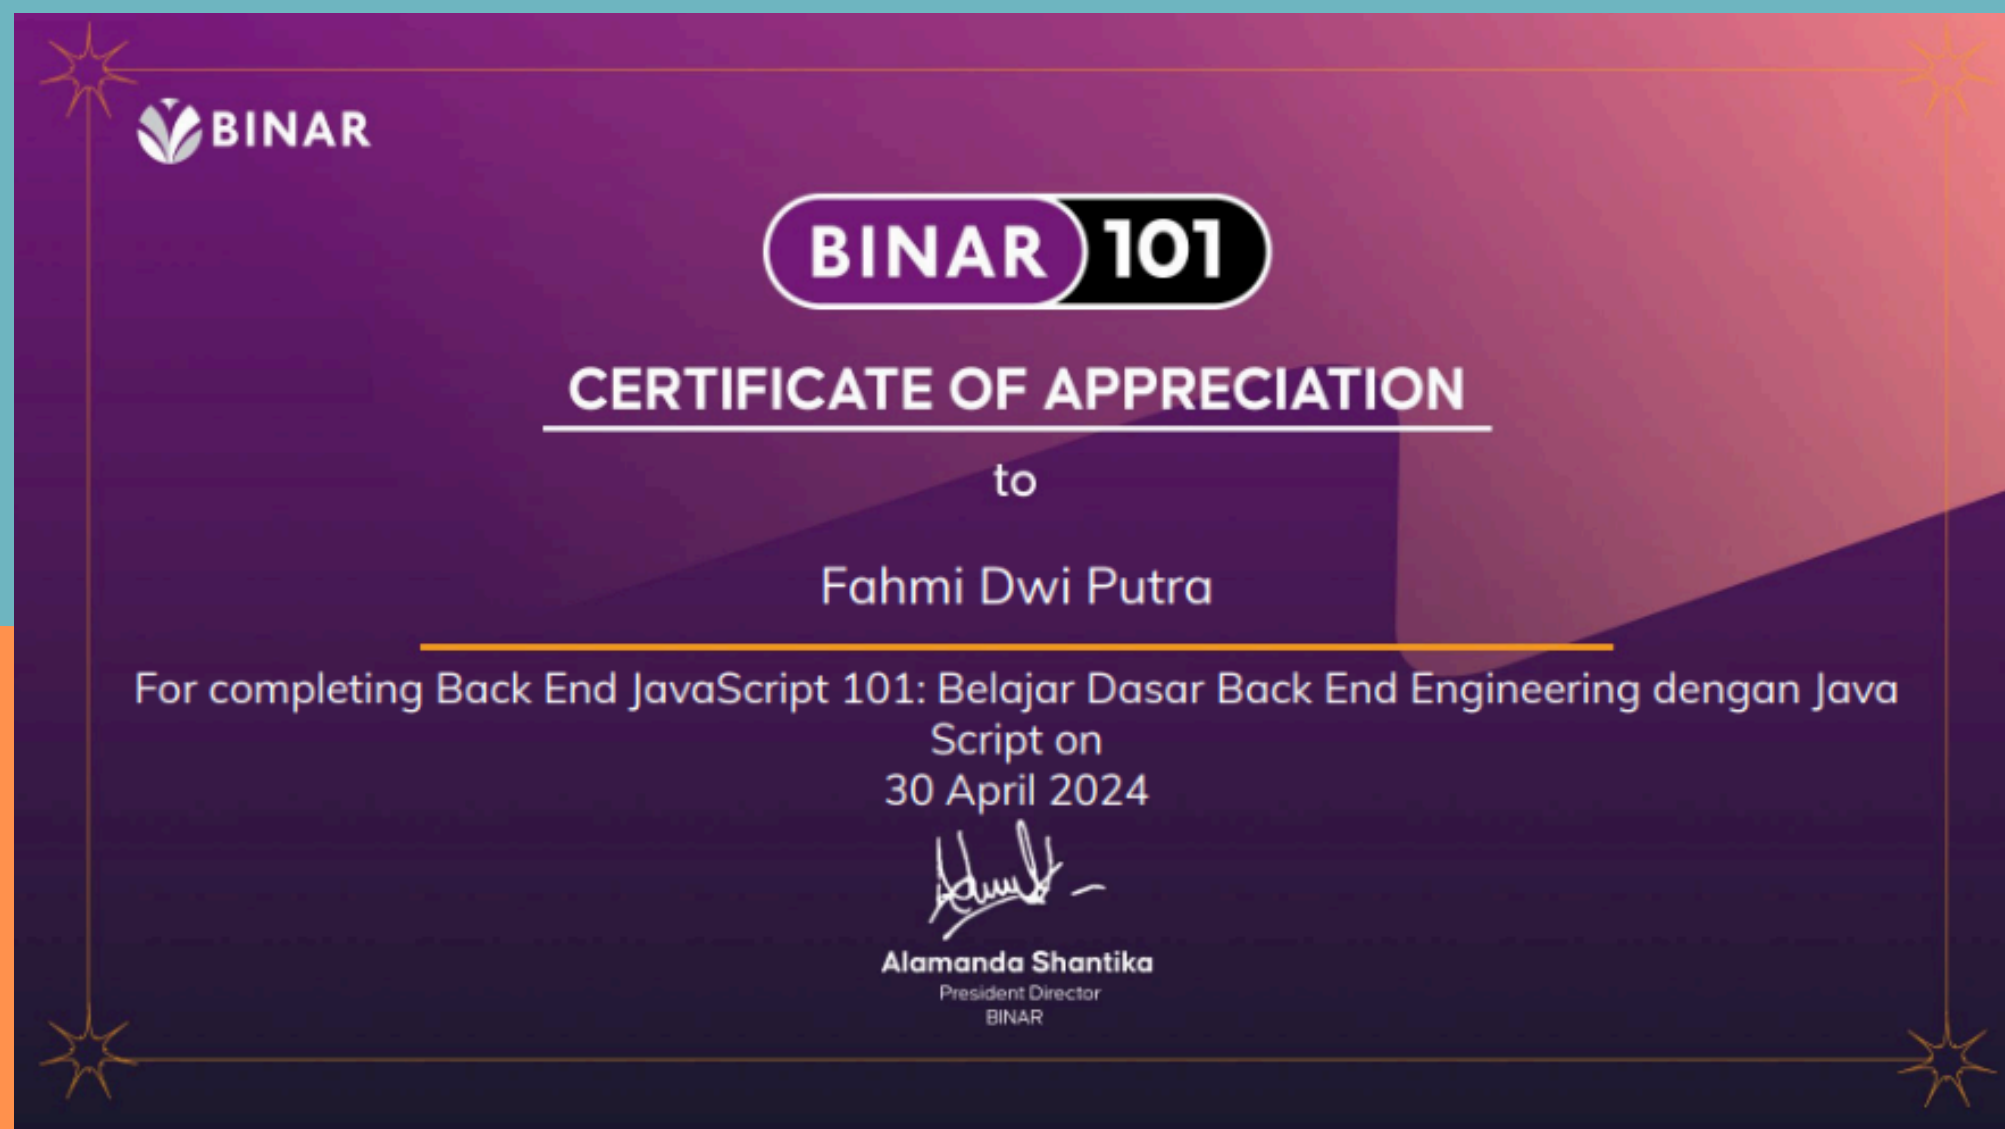 BINAR
BINAR 101
CERTIFICATE OF APPRECIATION
to
Fahmi Dwi Putra
For completing Back End JavaScript 101: Belajar Dasar Back End Engineering dengan Java
Script on
30 April 2024
Alamanda Shantika
President Director
BINAR